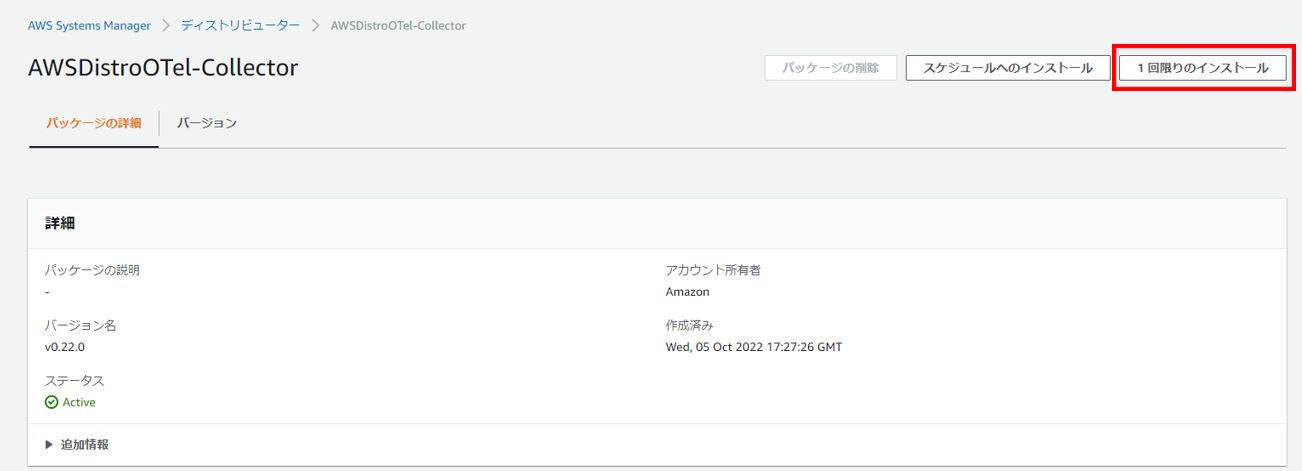 AWS Systems Manager > ディストリビューター > AWSDistroOTel-Collector
AWSDistroOTel-Collector
パッケージの削除
スケジュールへのインストール
1 回限りのインストール
パッケージの詳細
バージョン
詳細
パッケージの説明
-
アカウント所有者
Amazon
バージョン名
v0.22.0
作成済み
Wed, 05 Oct 2022 17:27:26 GMT
ステータス
Active
追加情報